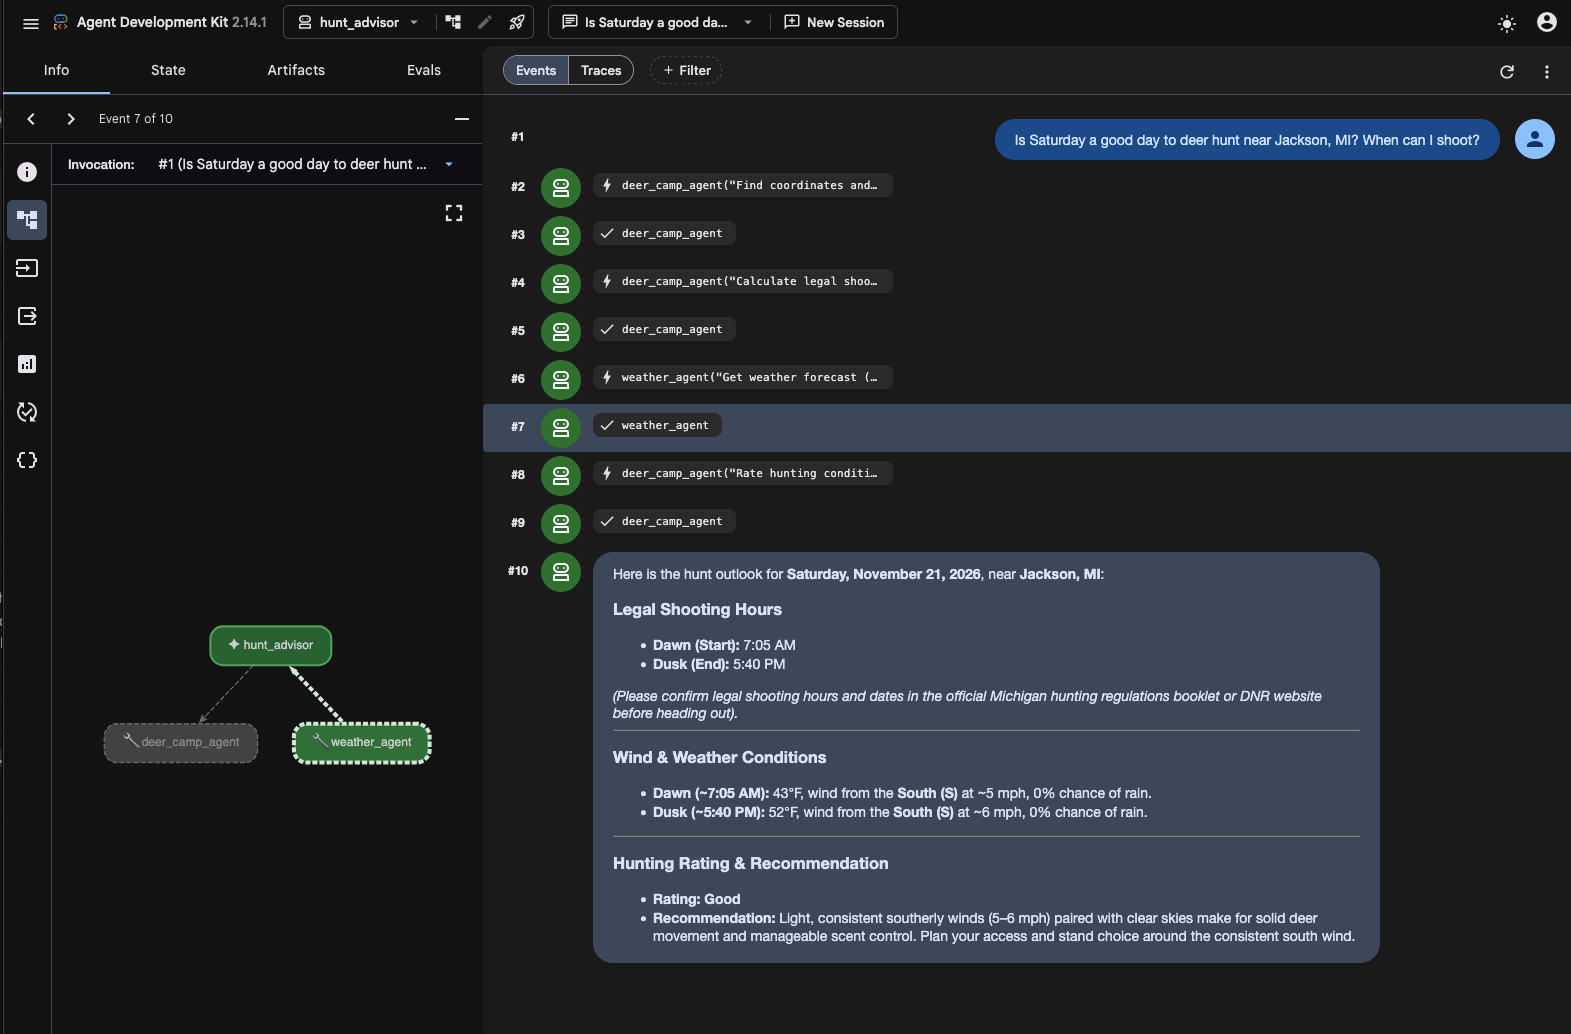 Agent Development Kit 2.14.1
hunt_advisor
Is Saturday a good da...
New Session
Info
State
Artifacts
Evals
Events
Traces
+ Filter
Event 7 of 10
Invocation:
#1 (Is Saturday a good day to deer hunt ...
hunt_advisor
deer_camp_agent
weather_agent
#1
Is Saturday a good day to deer hunt near Jackson, MI? When can I shoot?
#2
deer_camp_agent("Find coordinates and…
#3
deer_camp_agent
#4
deer_camp_agent("Calculate legal shoo…
#5
deer_camp_agent
#6
weather_agent("Get weather forecast (…
#7
weather_agent
#8
deer_camp_agent("Rate hunting conditi…
#9
deer_camp_agent
#10
Here is the hunt outlook for Saturday, November 21, 2026, near Jackson, MI:
Legal Shooting Hours
• Dawn (Start): 7:05 AM
• Dusk (End): 5:40 PM
(Please confirm legal shooting hours and dates in the official Michigan hunting regulations booklet or DNR website
before heading out).
Wind & Weather Conditions
• Dawn (~7:05 AM): 43°F, wind from the South (S) at ~5 mph, 0% chance of rain.
• Dusk (~5:40 PM): 52°F, wind from the South (S) at ~6 mph, 0% chance of rain.
Hunting Rating & Recommendation
• Rating: Good
• Recommendation: Light, consistent southerly winds (5–6 mph) paired with clear skies make for solid deer
movement and manageable scent control. Plan your access and stand choice around the consistent south wind.